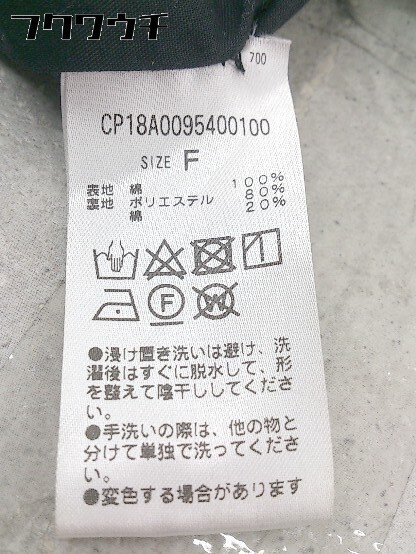 フクワウチ
700
CP18A0095400100
SIZE F
表地 綿 100%
裏地 ポリエステル 80%
綿 20%
F
W
●浸け置き洗いは避け、洗
濯後はすぐに脱水して、形
を整えて陰干ししてくださ
い。
●手洗いの際は、他の物と
分けて単独で洗ってくださ
い。
●変色する場合があります